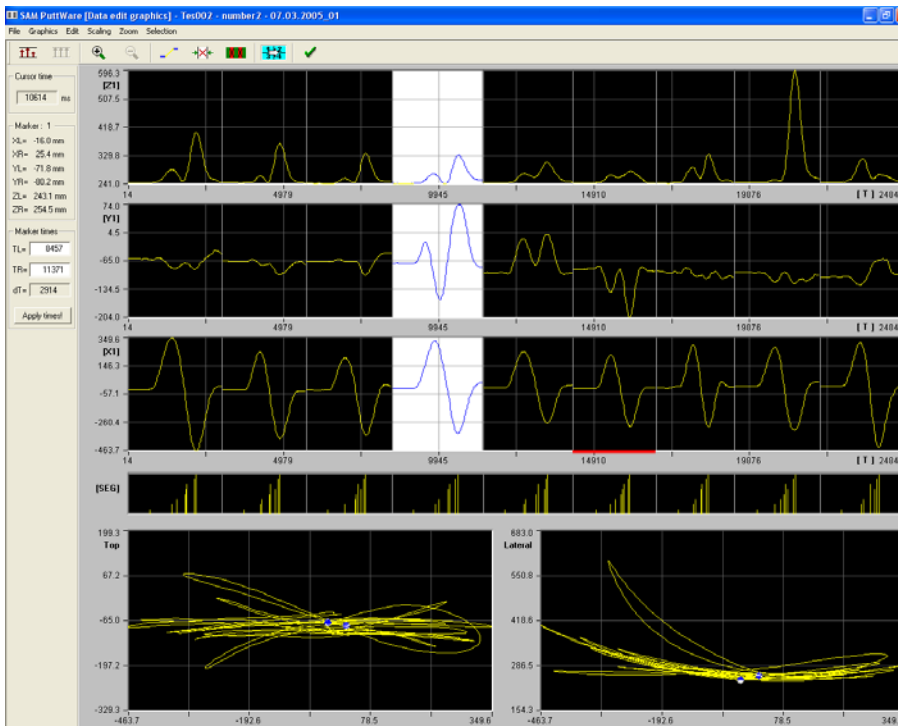 SAM PuttWare [Data edit graphics] - Tes002 - number2 - 07.03.2005_01
File Graphics Edit Scaling Zoom Selection
Cursor time
10614 ms
Marker: 1
XL= -16.0 mm
XR= 25.4 mm
YL= -71.8 mm
YR= -80.2 mm
ZL= 243.1 mm
ZR= 254.5 mm
Marker times
TL= 8457
TR= 11371
dT= 2914
Apply times!
596.3
[Z1]
507.5
418.7
329.8
241.0
14 4979 9945 14910 19876 [T] 2484
74.0
[Y1]
4.5
-65.0
-134.5
-204.0
14 4979 9945 14910 19876 [T] 2484
349.6
[X1]
146.3
-57.1
-260.4
-463.7
14 4979 9945 14910 19876 [T] 2484
[SEG]
199.3
Top
67.2
-65.0
-197.2
-329.3
-463.7 -192.6 78.5 349.6
683.0
Lateral
550.8
418.6
286.5
154.3
-463.7 -192.6 78.5 349.